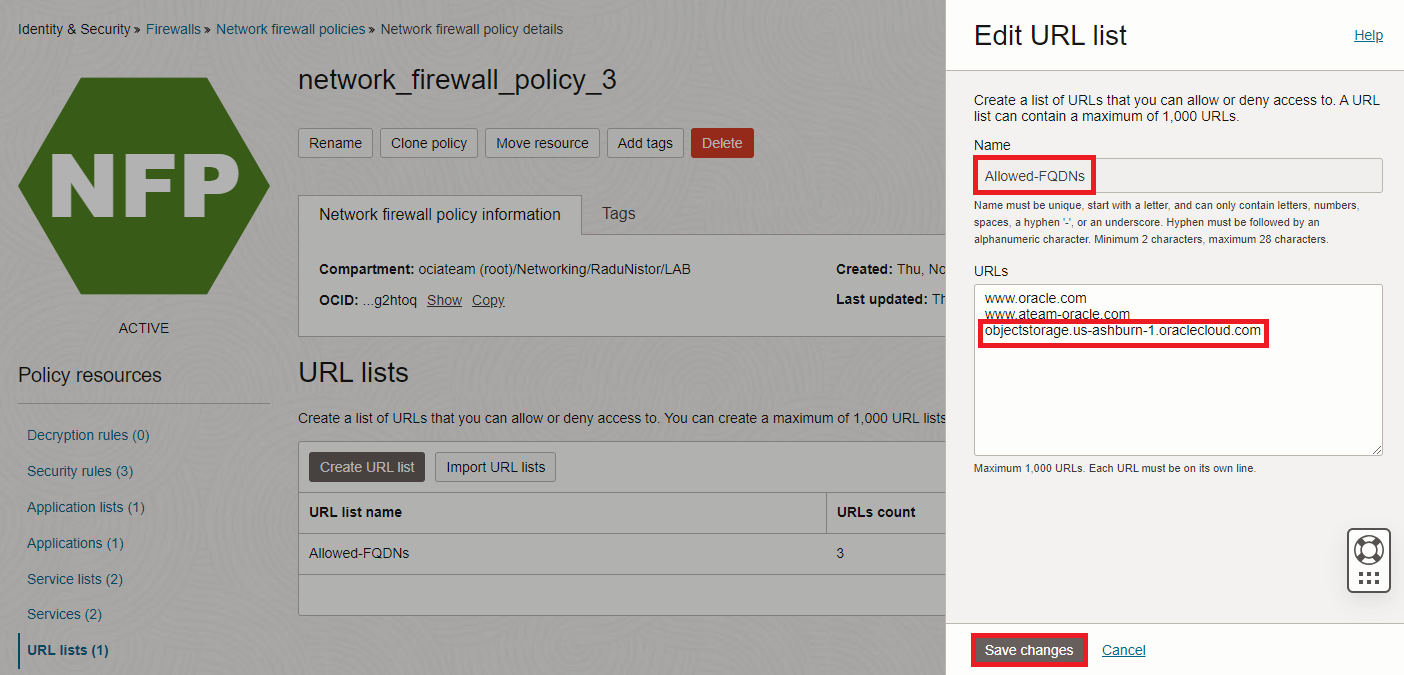 Identity & Security » Firewalls » Network firewall policies » Network firewall policy details
NFP
ACTIVE
network_firewall_policy_3
Rename Clone policy Move resource Add tags Delete
Network firewall policy information Tags
Compartment: ociteam (root)/Networking/RaduNistor/LAB
OCID: ...g2htoq Show Copy
Created: Thu, No
Last updated: Th
Policy resources
Decryption rules (0)
Security rules (3)
Application lists (1)
Applications (1)
Service lists (2)
Services (2)
URL lists (1)
URL lists
Create a list of URLs that you can allow or deny access to. You can create a maximum of 1,000 URL lists
Create URL list Import URL lists
URL list name URLs count
Allowed-FQDNs 3
Edit URL list
Help
Create a list of URLs that you can allow or deny access to. A URL
list can contain a maximum of 1,000 URLs.
Name
Allowed-FQDNs
Name must be unique, start with a letter, and can only contain letters, numbers,
spaces, a hyphen '-', or an underscore. Hyphen must be followed by an
alphanumeric character. Minimum 2 characters, maximum 28 characters.
URLs
www.oracle.com
www.ateam-oracle.com
objectstorage.us-ashburn-1.oraclecloud.com
Maximum 1,000 URLs. Each URL must be on its own line.
Save changes Cancel